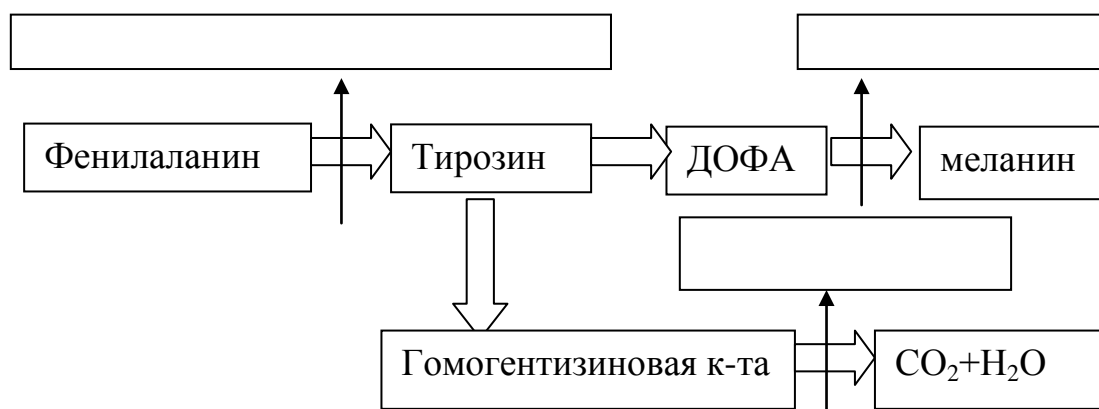 Фенилаланин
Тирозин
ДОФА
меланин
Гомогентизиновая к-та
CO₂+H₂O